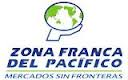 ZONA FRANCA
DEL PACÍFICO
MERCADOS SIN FRONTERAS